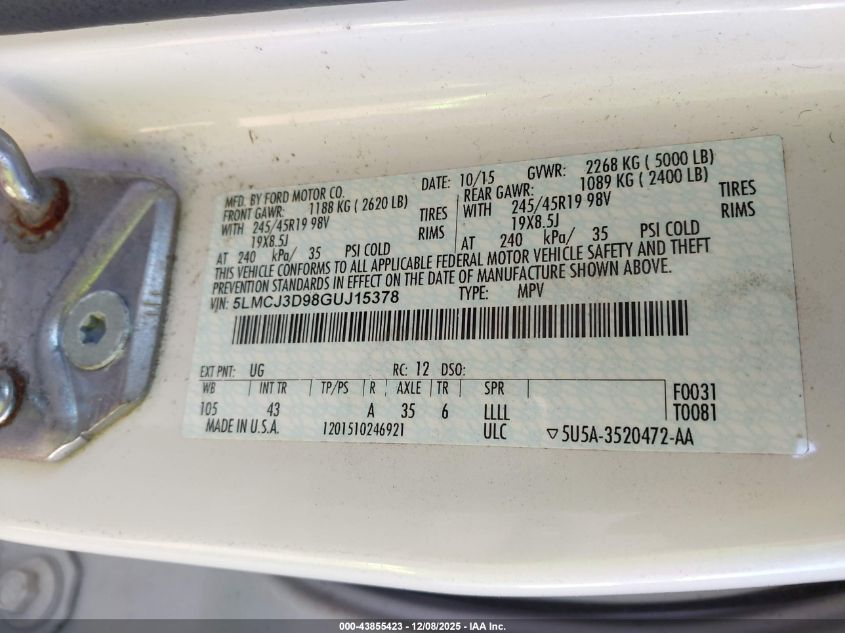 MFD. BY FORD MOTOR CO.
DATE: 10/15 GVWR: 2268 KG ( 5000 LB)
FRONT GAWR: 1188 KG ( 2620 LB)
REAR GAWR: 1089 KG ( 2400 LB)
WITH 245/45R19 98V TIRES
WITH 245/45R19 98V TIRES
19X8.5J RIMS
19X8.5J RIMS
AT 240 kPa/ 35 PSI COLD
AT 240 kPa/ 35 PSI COLD
THIS VEHICLE CONFORMS TO ALL APPLICABLE FEDERAL MOTOR VEHICLE SAFETY AND THEFT
PREVENTION STANDARDS IN EFFECT ON THE DATE OF MANUFACTURE SHOWN ABOVE.
VIN: 5LMCJ3D98GUJ15378 TYPE: MPV
EXT PNT: UG RC: 12 DSO:
WB INT TR TP/PS R AXLE TR SPR F0031
105 43 A 35 6 LLLL T0081
MADE IN U.S.A. 1201510246921 ULC ▽5U5A-3520472-AA
000-43855423 - 12/08/2025 - IAA Inc.